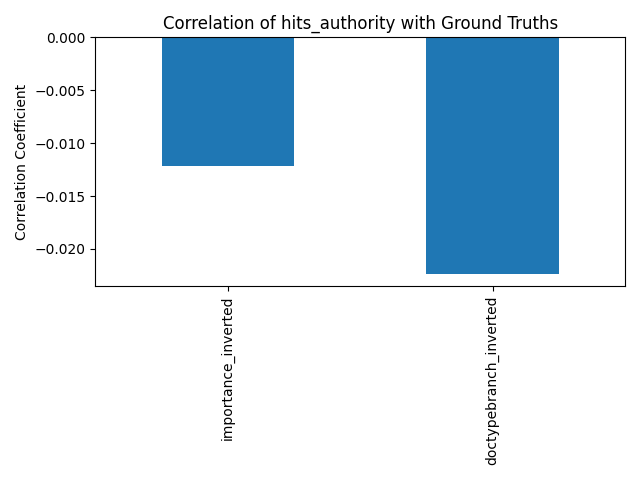 Correlation of hits_authority with Ground Truths
Correlation Coefficient
0.000
−0.005
−0.010
−0.015
−0.020
importance_inverted
doctypebranch_inverted